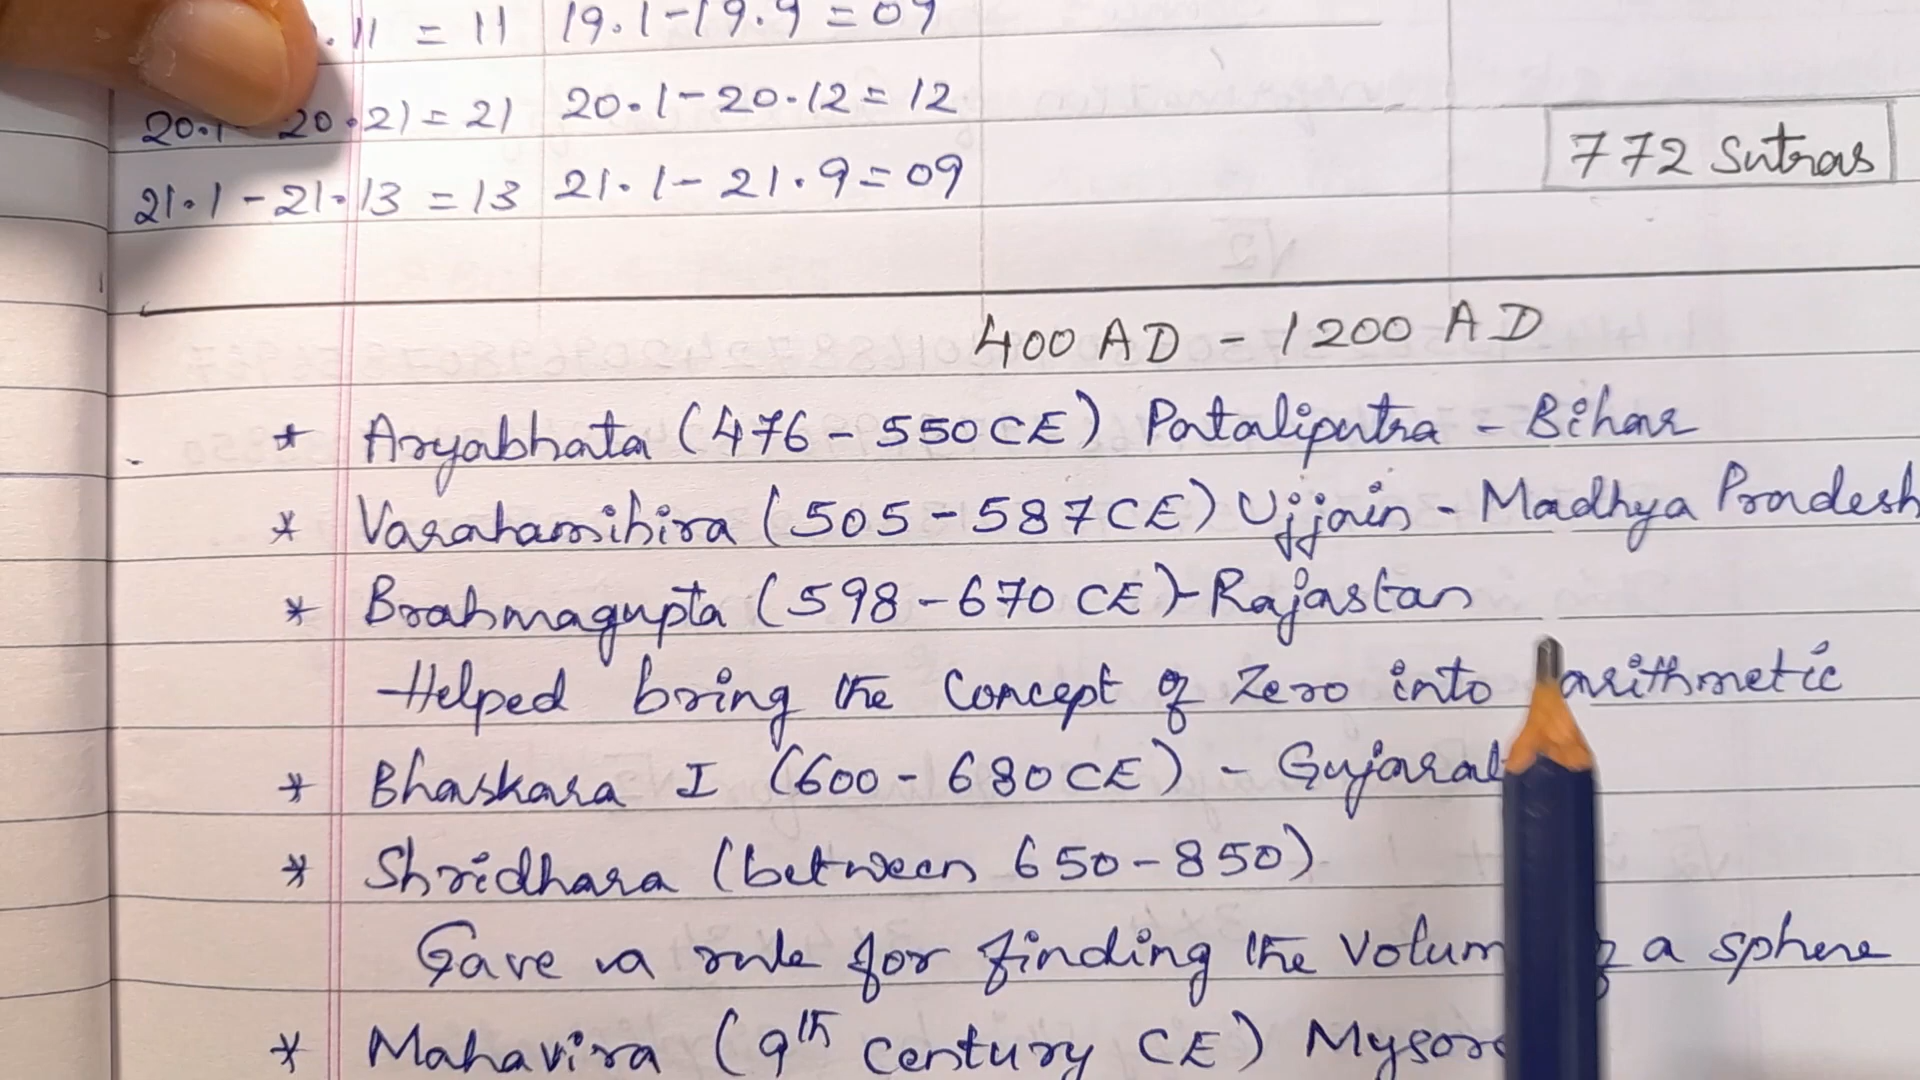 .11 = 11 19.1-19.9 = 09
20.1 - 20.21 = 21 20.1 - 20.12 = 12
772 Sutras
21.1 - 21.13 = 13 21.1 - 21.9 = 09
400 AD - 1200 AD
* Aryabhata (476 - 550 CE) Pataliputra - Bihar
* Varahamihira (505 - 587 CE) Ujjain - Madhya Pradesh
* Brahmagupta (598 - 670 CE) - Rajastan
Helped bring the Concept of Zero into arithmetic
* Bhaskara I (600 - 680 CE) - Gujarat
* Shridhara (between 650 - 850)
Gave a rule for finding the Volum of a sphere
* Mahavira (9th century CE) Mysore